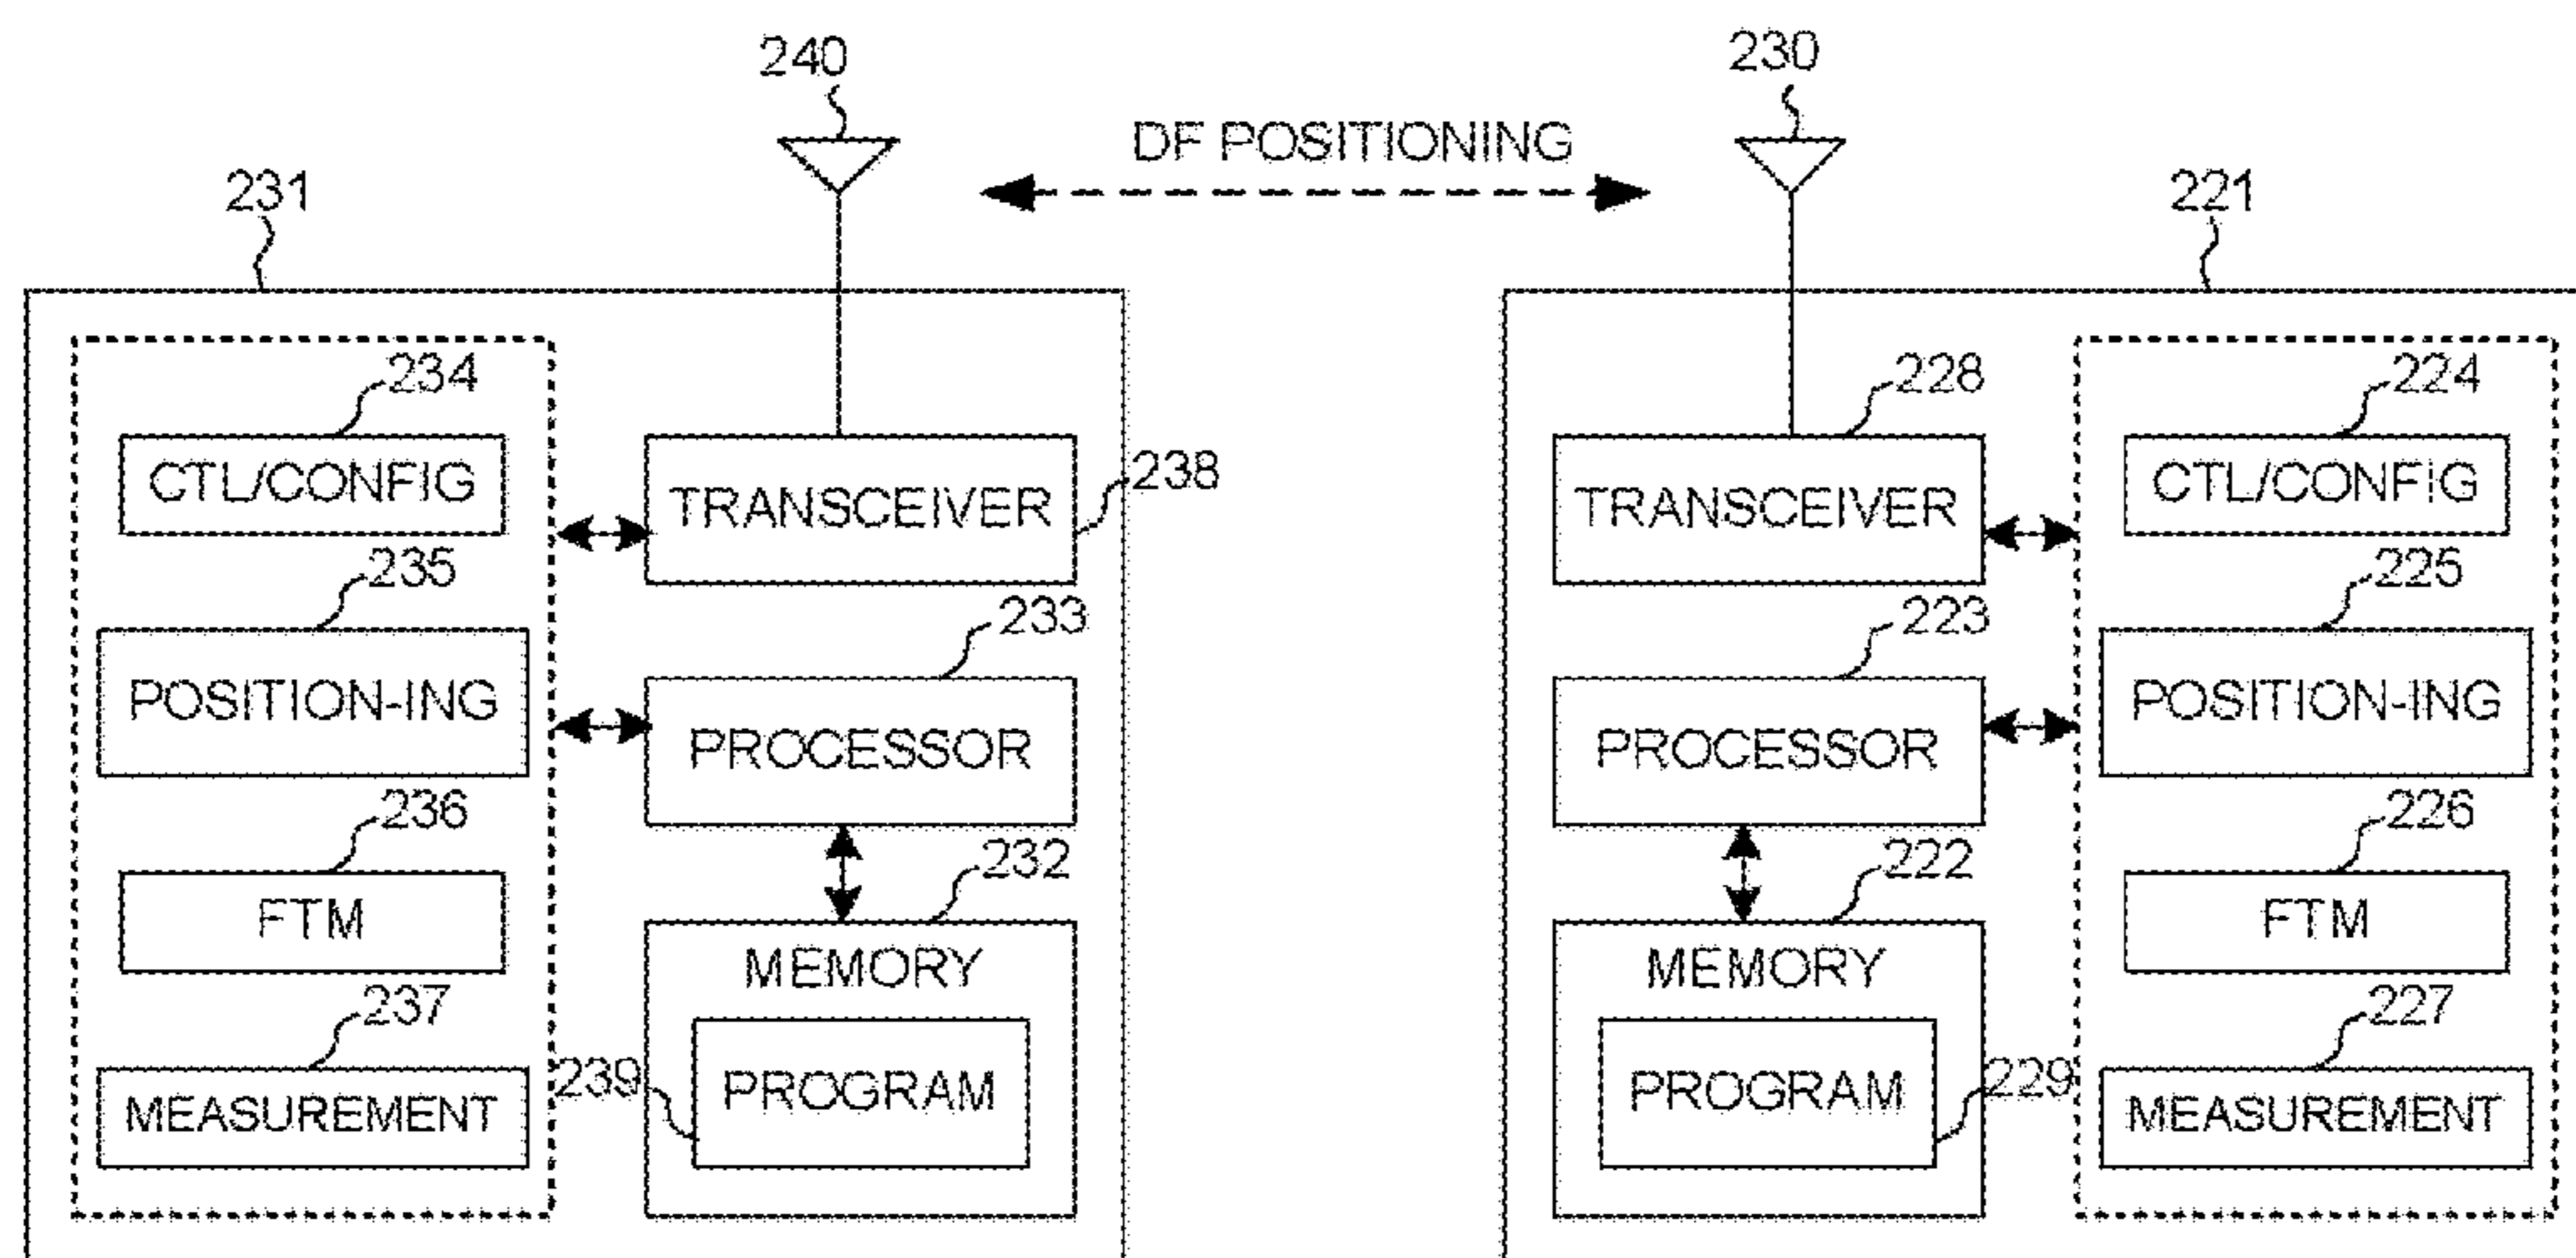 240
230
DF POSITIONING
231
221
234
228
224
CTL/CONFIG
TRANSCEIVER
238
TRANSCEIVER
CTL/CONFIG
235
225
233
223
POSITION-ING
PROCESSOR
PROCESSOR
POSITION-ING
236
226
232
222
FTM
MEMORY
MEMORY
FTM
237
227
239
PROGRAM
PROGRAM
229
MEASUREMENT
MEASUREMENT